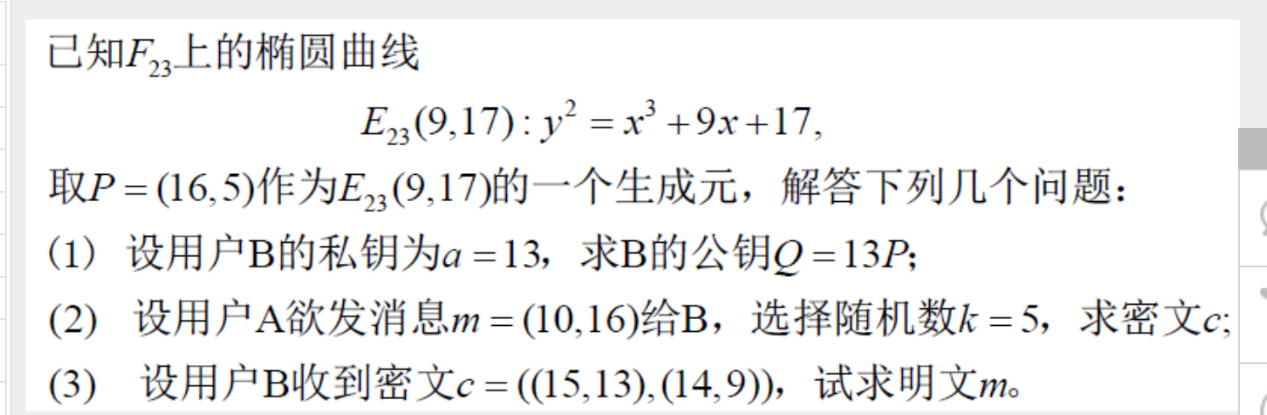 已知F₂₃上的椭圆曲线
E₂₃(9,17) : y² = x³ + 9x + 17,
取P = (16,5)作为E₂₃(9,17)的一个生成元，解答下列几个问题：
(1) 设用户B的私钥为a = 13，求B的公钥Q = 13P；
(2) 设用户A欲发消息m = (10,16)给B，选择随机数k = 5，求密文c;
(3) 设用户B收到密文c = ((15,13),(14,9))，试求明文m。